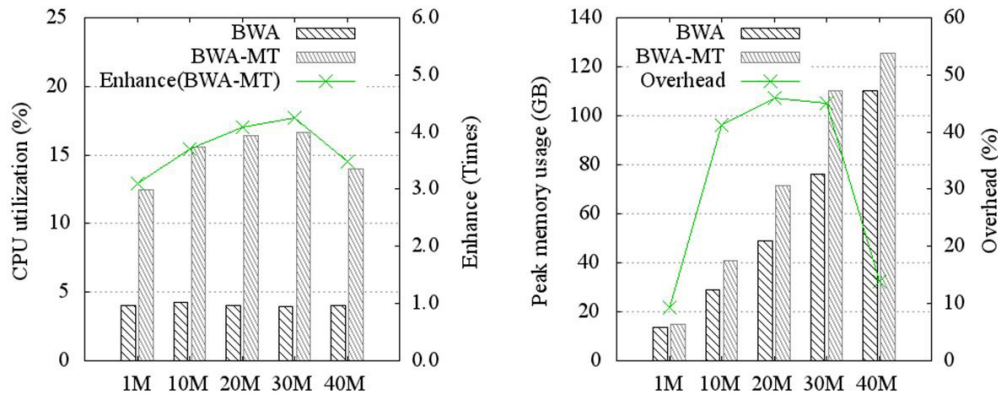 25
20
15
10
5
0
CPU utilization (%)
BWA
BWA-MT
Enhance(BWA-MT)
6.0
5.0
4.0
3.0
2.0
1.0
0.0
Enhance (Times)
1M 10M 20M 30M 40M
140
120
100
80
60
40
20
0
Peak memory usage (GB)
BWA
BWA-MT
Overhead
60
50
40
30
20
10
0
Overhead (%)
1M 10M 20M 30M 40M